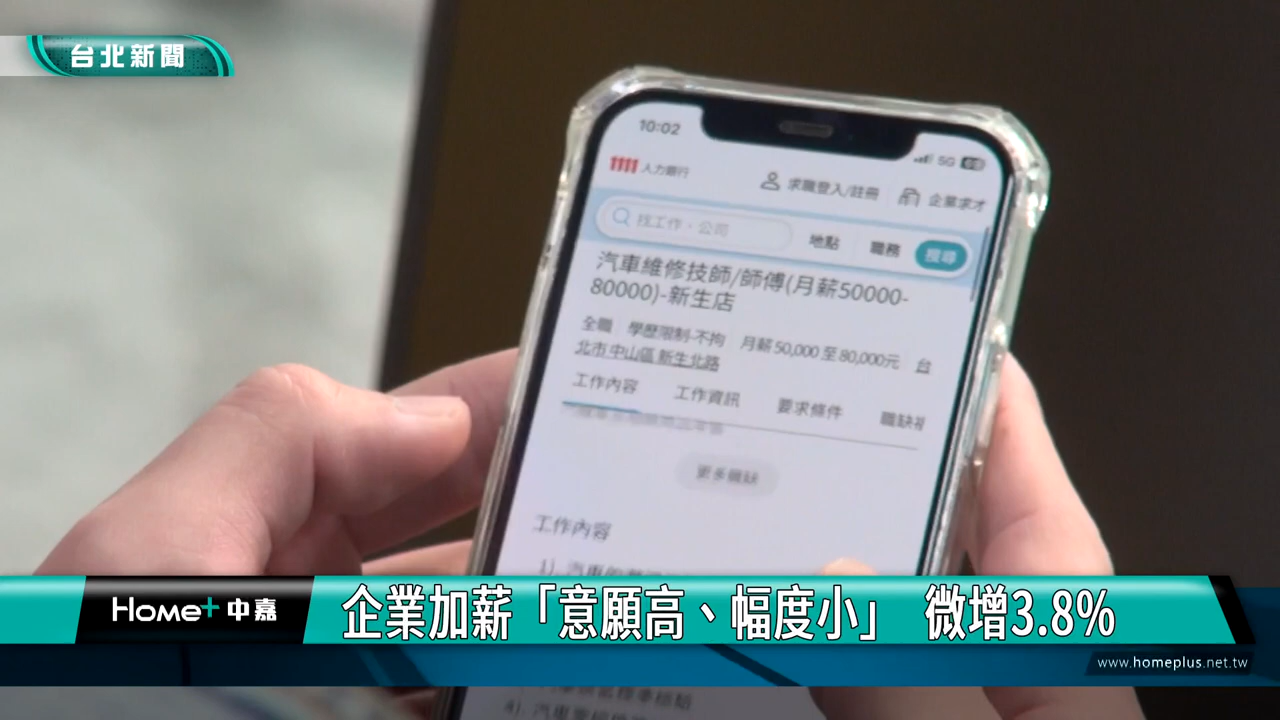 台北新聞
10:02
5G
1111 人力銀行
求職登入/註冊
企業求才
找工作、公司
地點
職務
搜尋
汽車維修技師/師傅(月薪50000-
80000)-新生店
全職 學歷限制-不拘 月薪 50,000 至 80,000元 台
北市 中山區 新生北路
工作內容
工作資訊
要求條件
更多職缺
工作內容
Home+中嘉
企業加薪「意願高、幅度小」 微增3.8%
www.homeplus.net.tw